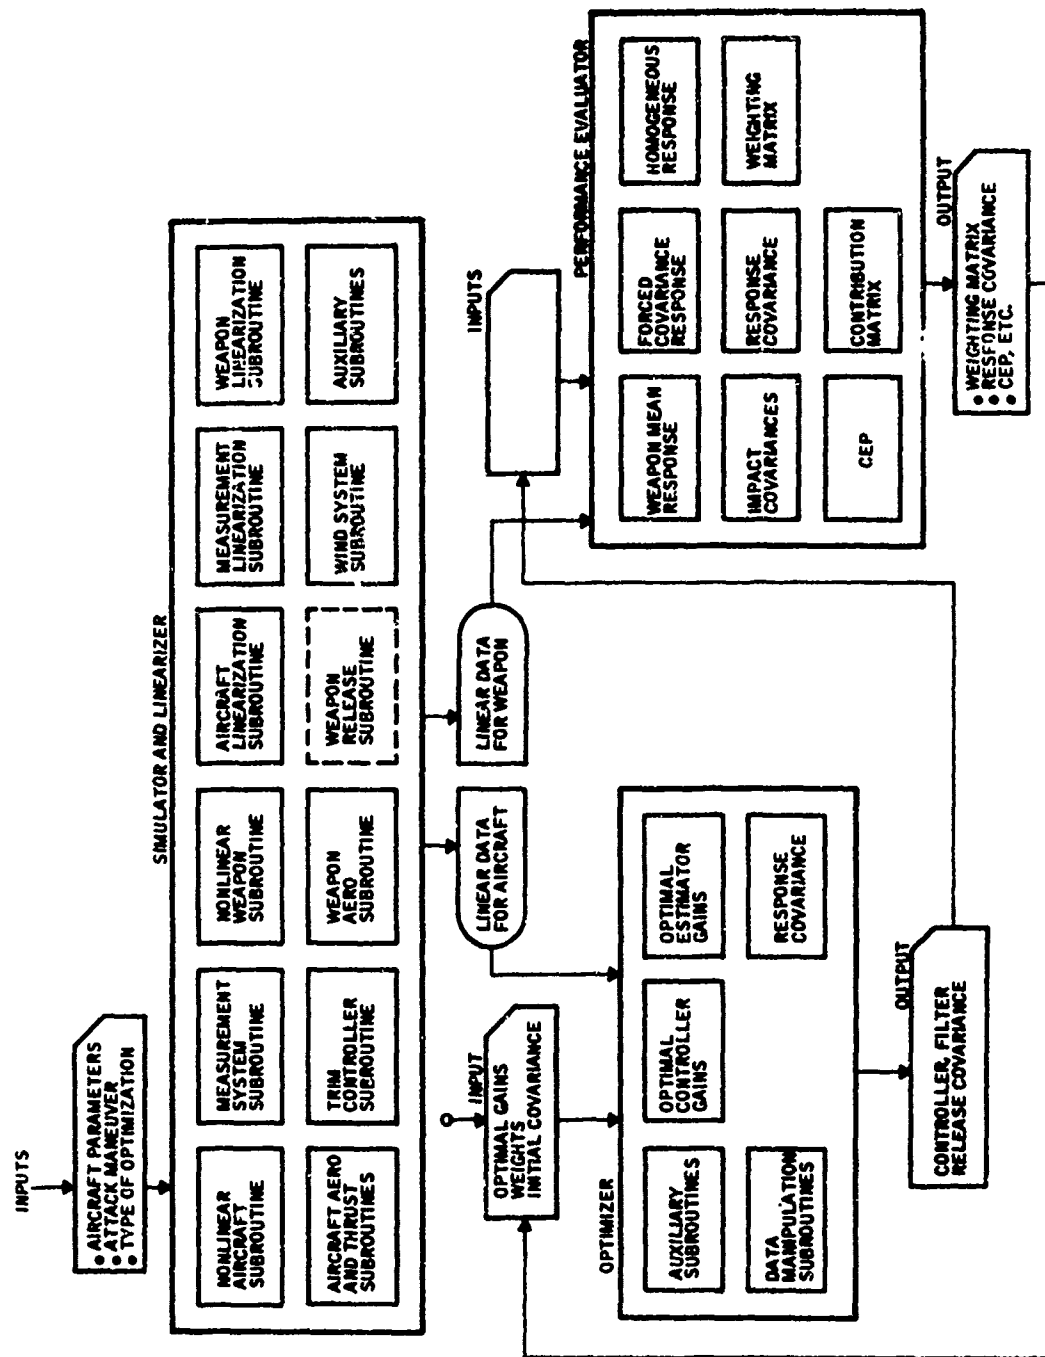 INPUTS
• AIRCRAFT PARAMETERS
• ATTACK MANEUVER
• TYPE OF OPTIMIZATION
SIMULATOR AND LINEARIZER
NONLINEAR
AIRCRAFT
SUBROUTINE
MEASUREMENT
SYSTEM
SUBROUTINE
NONLINEAR
WEAPON
SUBROUTINE
AIRCRAFT
LINEARIZATION
SUBROUTINE
MEASUREMENT
LINEARIZATION
SUBROUTINE
WEAPON
LINEARIZATION
SUBROUTINE
AIRCRAFT AERO
AND THRUST
SUBROUTINES
TRIM
CONTROLLER
SUBROUTINE
WEAPON
AERO
SUBROUTINE
WEAPON
RELEASE
SUBROUTINE
WIND SYSTEM
SUBROUTINE
AUXILIARY
SUBROUTINES
INPUT
OPTIMAL GAINS
WEIGHTS
INITIAL COVARIANCE
LINEAR DATA
FOR AIRCRAFT
LINEAR DATA
FOR WEAPON
INPUTS
OPTIMIZER
AUXILIARY
SUBROUTINES
OPTIMAL
CONTROLLER
GAINS
OPTIMAL
ESTIMATOR
GAINS
DATA
MANIPULATION
SUBROUTINES
RESPONSE
COVARIANCE
OUTPUT
CONTROLLER, FILTER
RELEASE COVARIANCE
PERFORMANCE EVALUATOR
WEAPON MEAN
RESPONSE
FORCED
COVARIANCE
RESPONSE
HOMOGENEOUS
RESPONSE
IMPACT
COVARIANCES
RESPONSE
COVARIANCE
WEIGHTING
MATRIX
CEP
CONTRIBUTION
MATRIX
OUTPUT
• WEIGHTING MATRIX
• RESPONSE COVARIANCE
• CEP, ETC.